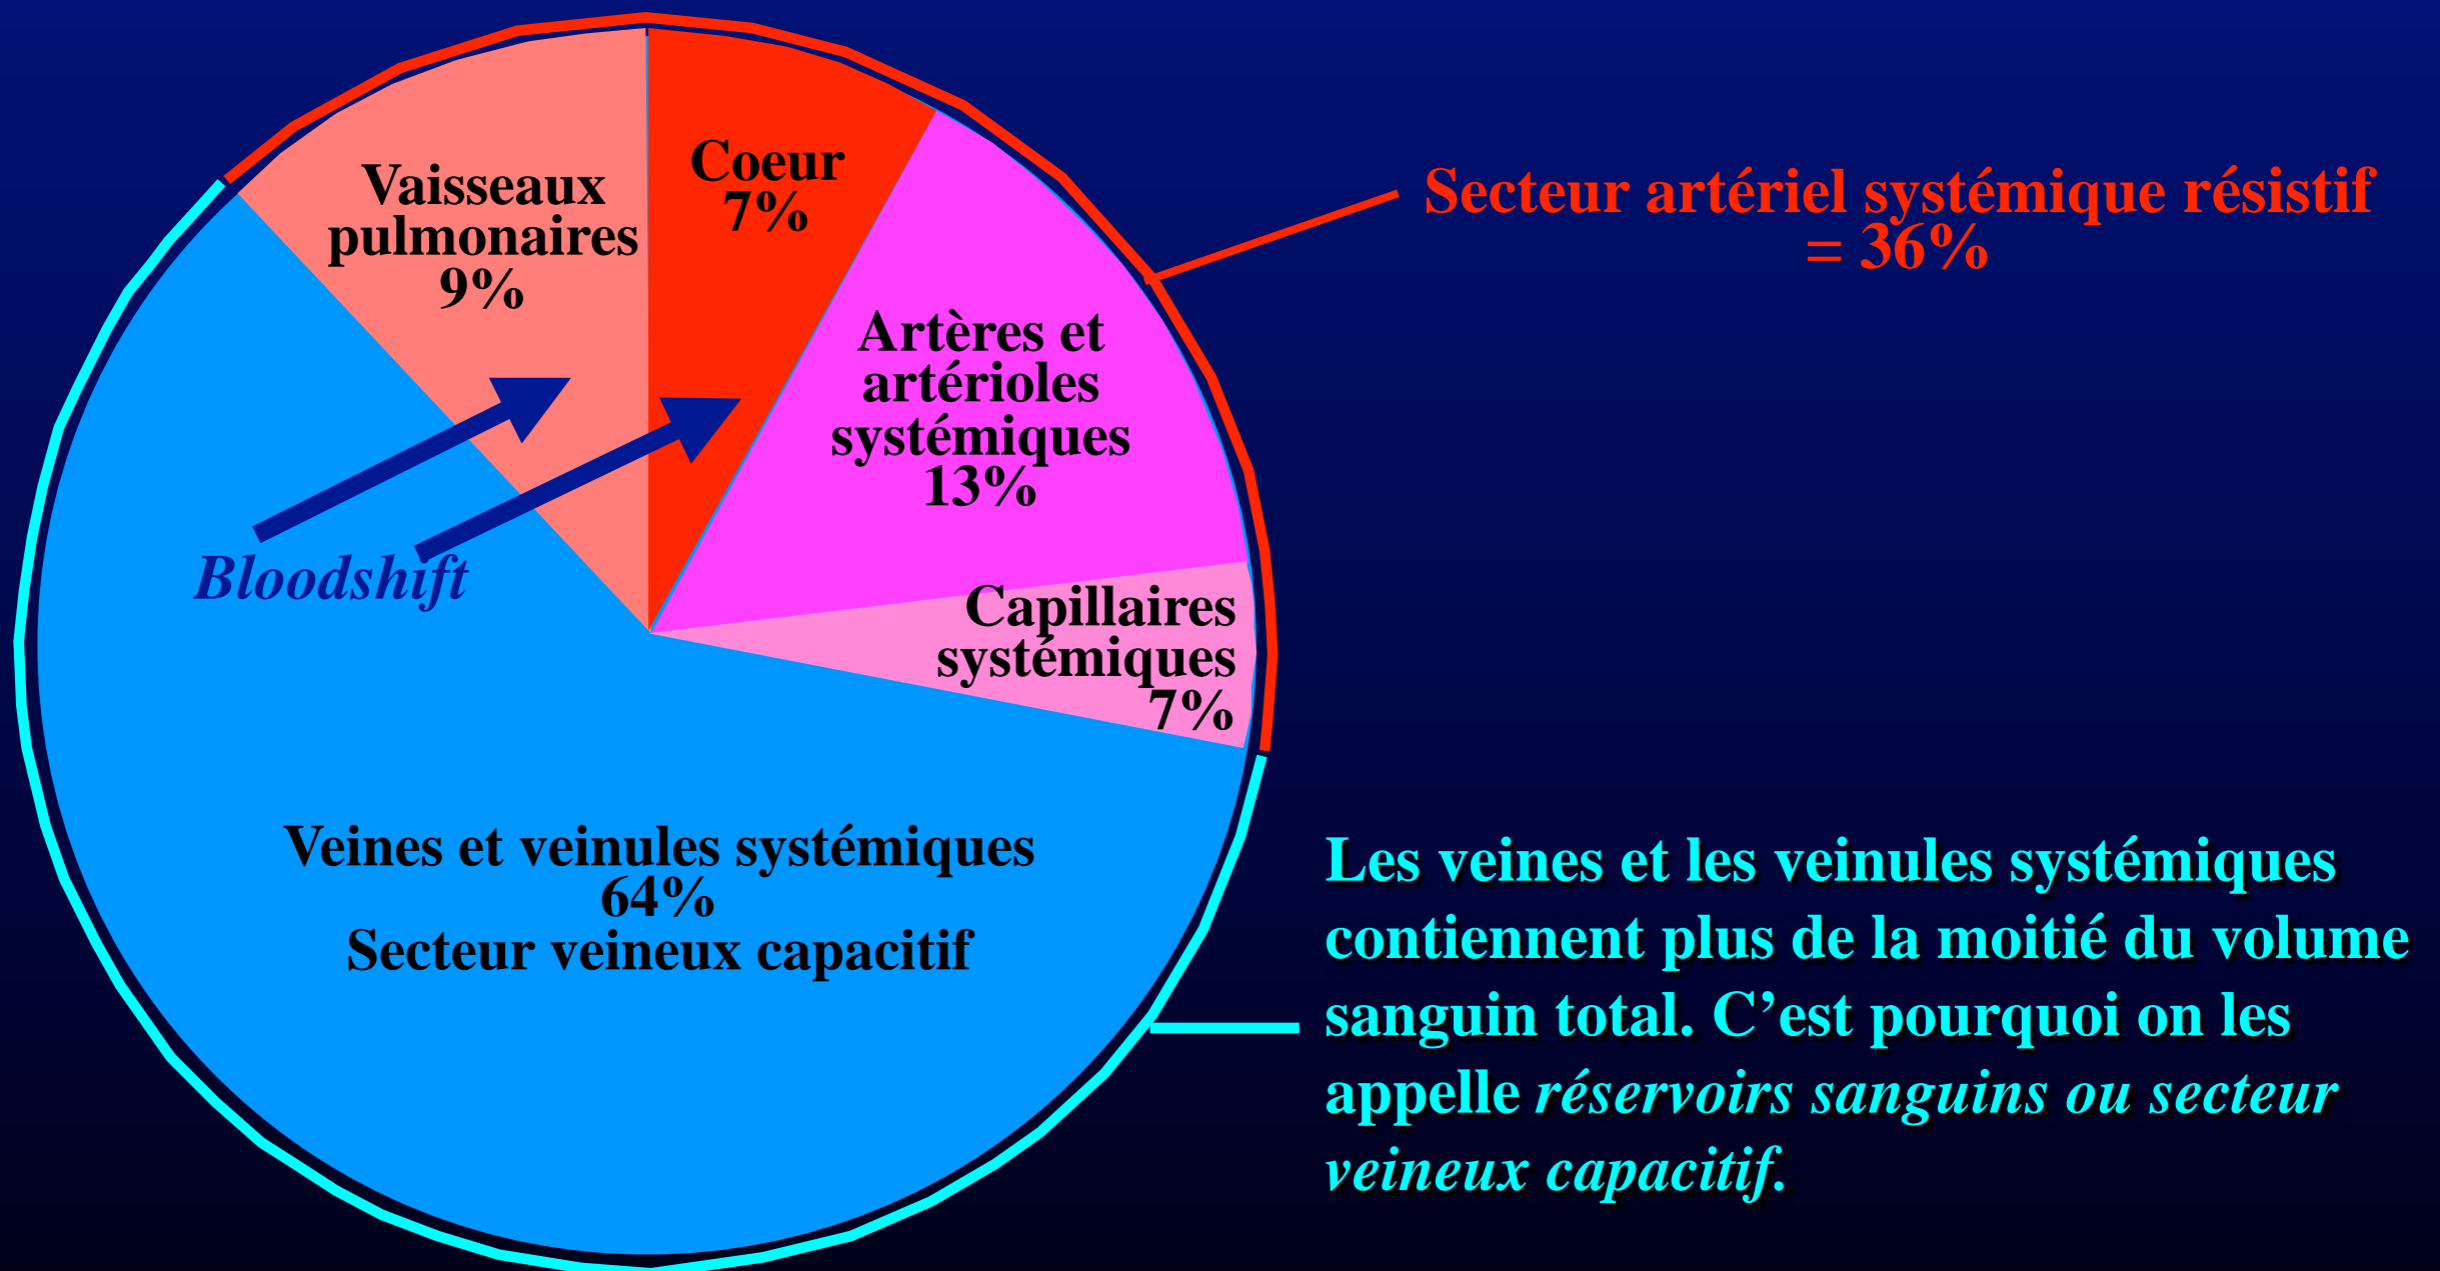 Vaisseaux
pulmonaires
9%
Coeur
7%
Secteur artériel systémique résistif
= 36%
Artères et
artérioles
systémiques
13%
Bloodshift
Capillaires
systémiques
7%
Veines et veinules systémiques
64%
Secteur veineux capacitif
Les veines et les veinules systémiques
contiennent plus de la moitié du volume
sanguin total. C’est pourquoi on les
appelle réservoirs sanguins ou secteur
veineux capacitif.